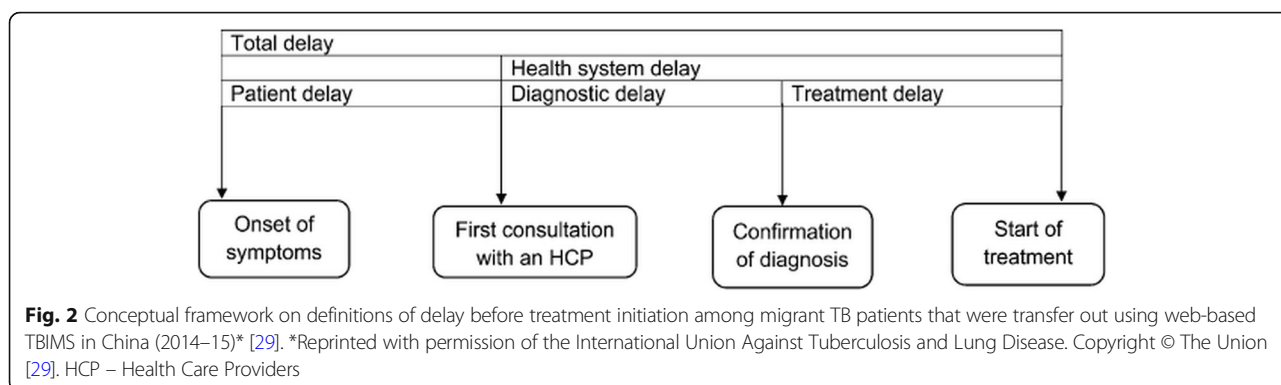 Total delay
Health system delay
Patient delay Diagnostic delay Treatment delay
Onset of symptoms
First consultation with an HCP
Confirmation of diagnosis
Start of treatment
Fig. 2 Conceptual framework on definitions of delay before treatment initiation among migrant TB patients that were transfer out using web-based
TBIMS in China (2014–15)* [29]. *Reprinted with permission of the International Union Against Tuberculosis and Lung Disease. Copyright © The Union
[29]. HCP – Health Care Providers